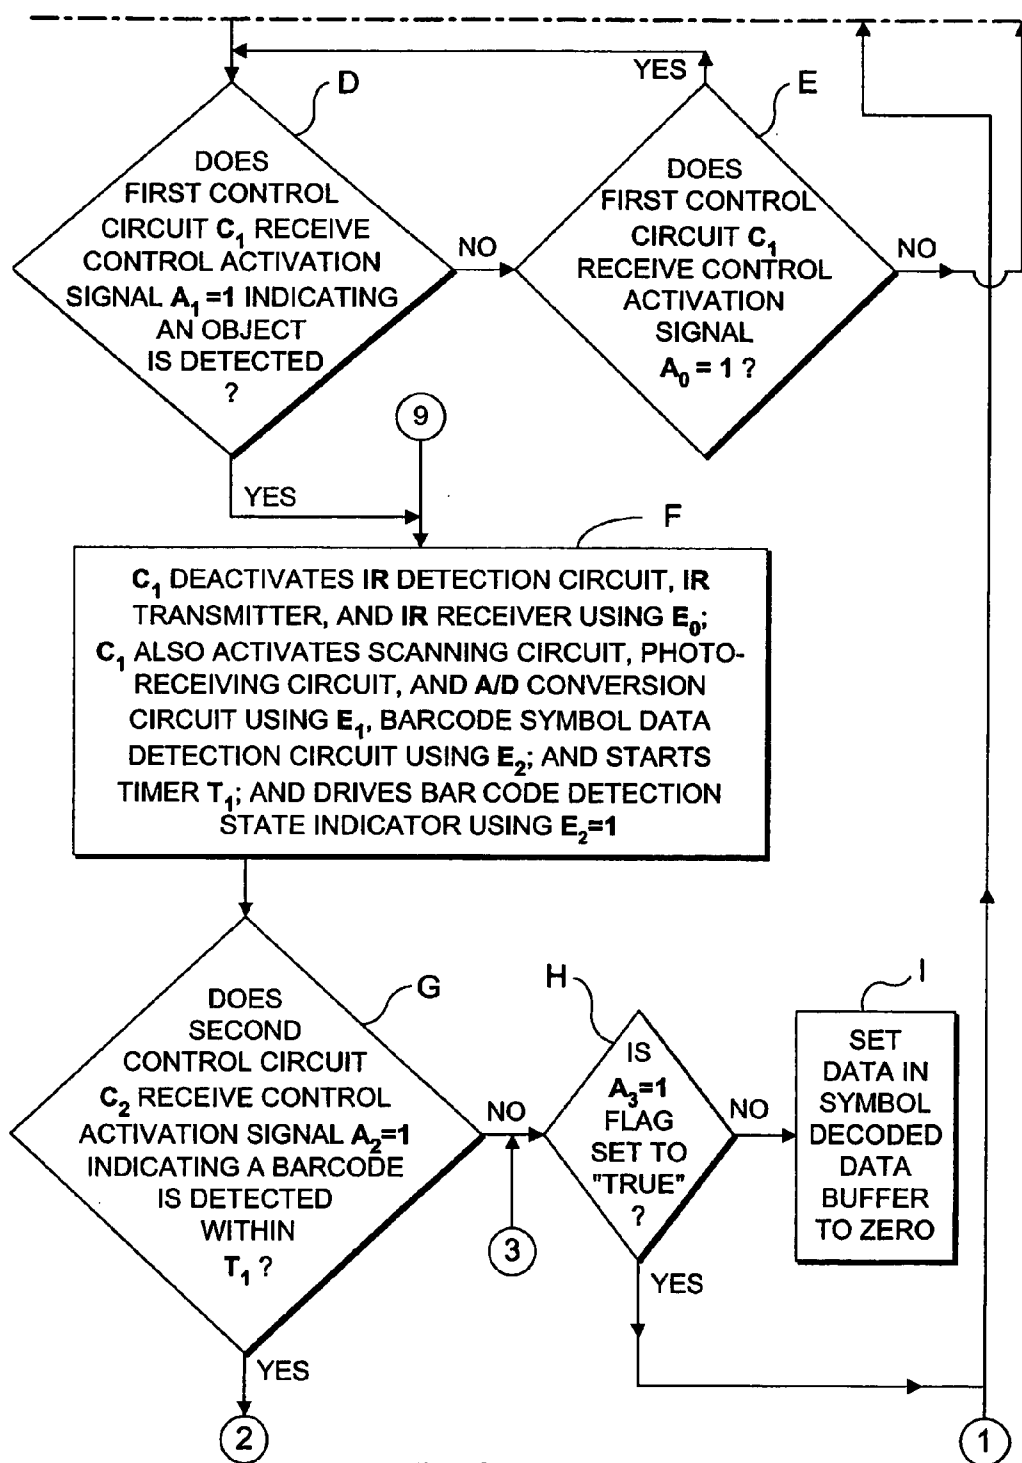 YES
D
E
DOES
FIRST CONTROL
CIRCUIT C₁ RECEIVE
CONTROL ACTIVATION
SIGNAL A₁ =1 INDICATING
AN OBJECT
IS DETECTED
?
NO
DOES
FIRST CONTROL
CIRCUIT C₁
RECEIVE CONTROL
ACTIVATION
SIGNAL
A₀ = 1 ?
NO
9
YES
F
C₁ DEACTIVATES IR DETECTION CIRCUIT, IR
TRANSMITTER, AND IR RECEIVER USING E₀;
C₁ ALSO ACTIVATES SCANNING CIRCUIT, PHOTO-
RECEIVING CIRCUIT, AND A/D CONVERSION
CIRCUIT USING E₁, BARCODE SYMBOL DATA
DETECTION CIRCUIT USING E₂; AND STARTS
TIMER T₁; AND DRIVES BAR CODE DETECTION
STATE INDICATOR USING E₂=1
G
DOES
SECOND
CONTROL CIRCUIT
C₂ RECEIVE CONTROL
ACTIVATION SIGNAL A₂=1
INDICATING A BARCODE
IS DETECTED
WITHIN
T₁ ?
NO
3
H
IS
A₃=1
FLAG
SET TO
"TRUE"
?
NO
I
SET
DATA IN
SYMBOL
DECODED
DATA
BUFFER
TO ZERO
YES
YES
2
1